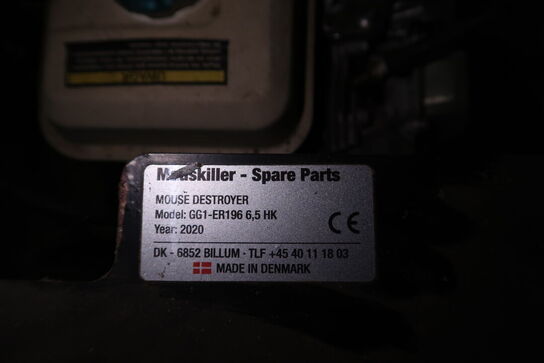 Mouskiller - Spare Parts
MOUSE DESTROYER
Model: GG1-ER196 6,5 HK
Year: 2020
CE
DK - 6852 BILLUM · TLF +45 40 11 18 03
MADE IN DENMARK